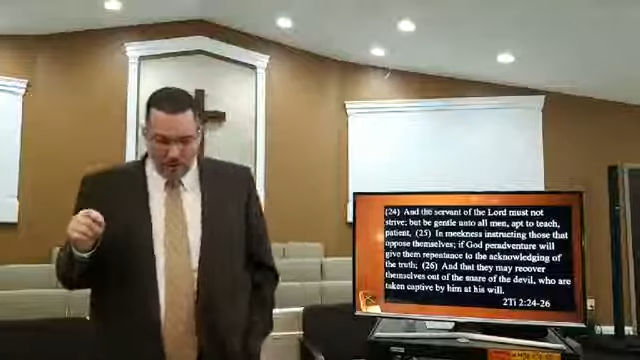 (24) And the servant of the Lord must not
strive; but be gentle unto all men, apt to teach,
patient, (25) In meekness instructing those that
oppose themselves; if God peradventure will
give them repentance to the acknowledging of
the truth; (26) And that they may recover
themselves out of the snare of the devil, who are
taken captive by him at his will.
2Ti 2:24-26